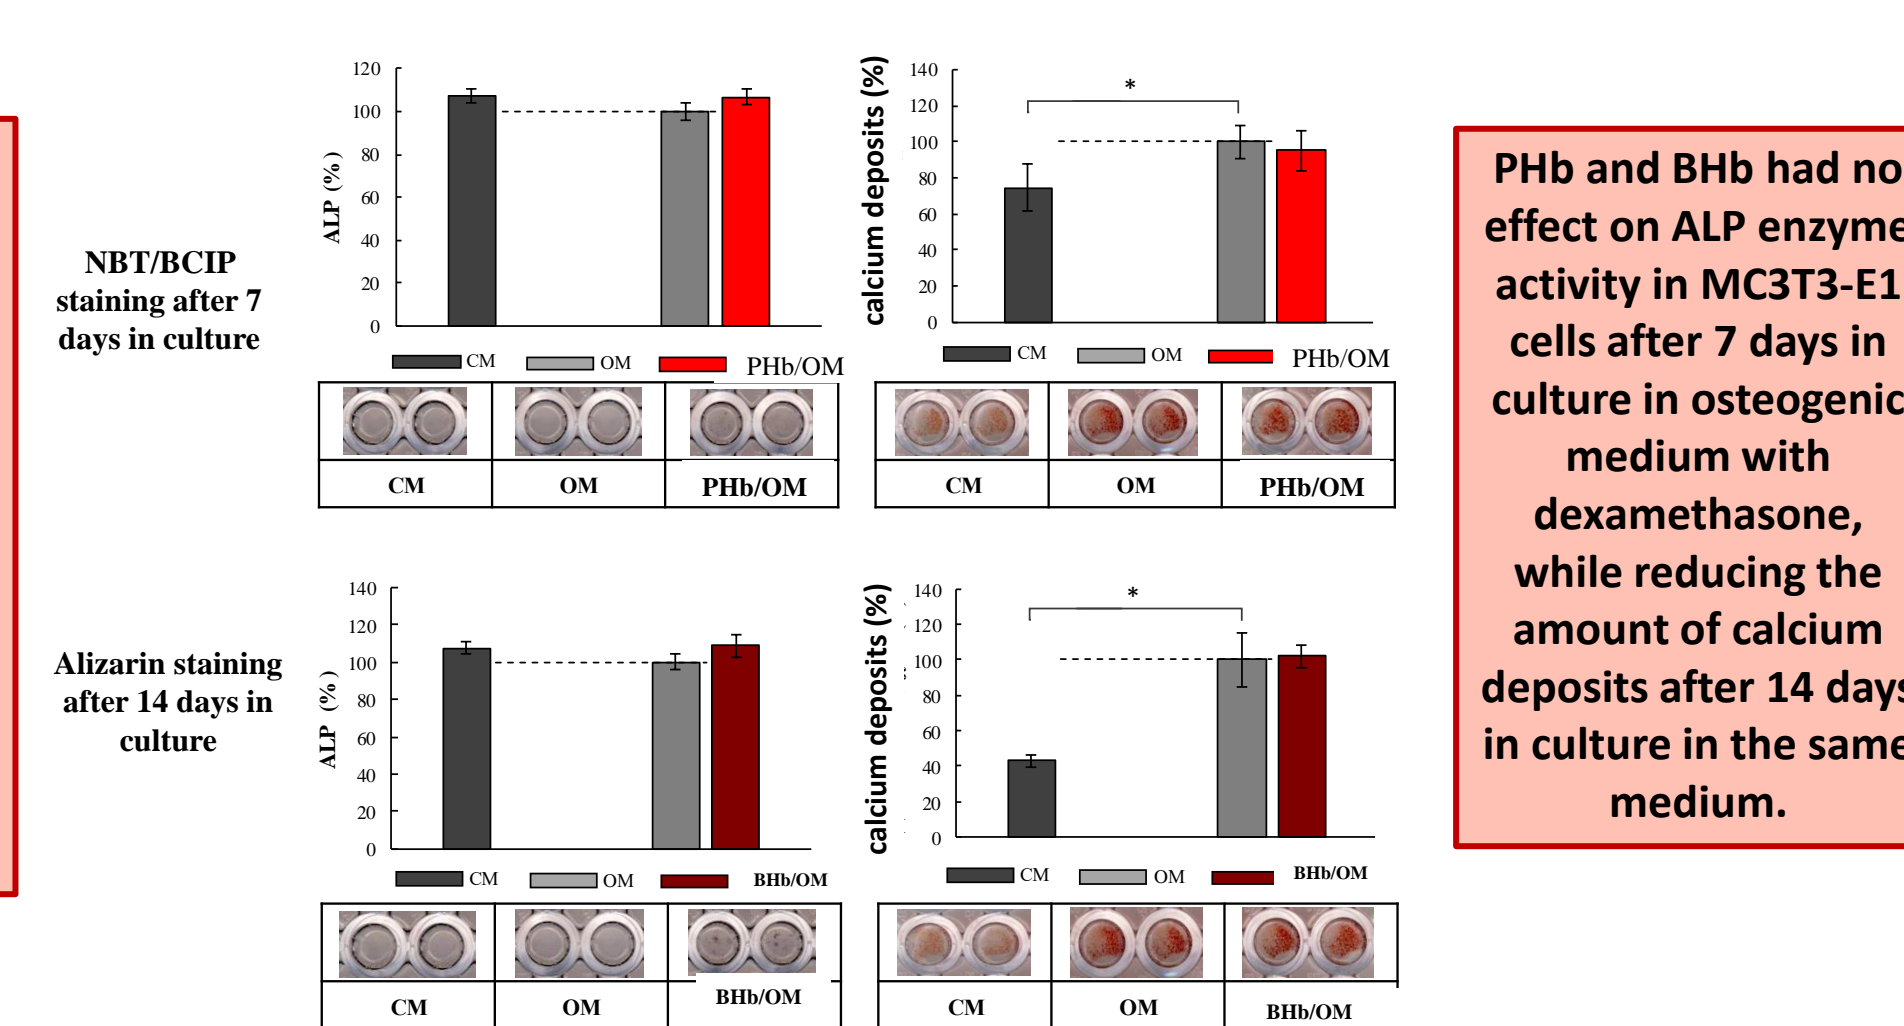 NBT/BCIP
staining after 7
days in culture
ALP (%)
120
100
80
60
40
20
0
CM OM PHb/OM
CM OM PHb/OM
calcium deposits (%)
140
120
100
80
60
40
20
0
*
CM OM PHb/OM
CM OM PHb/OM
Alizarin staining
after 14 days in
culture
ALP (%)
140
120
100
80
60
40
20
0
CM OM BHb/OM
CM OM BHb/OM
calcium deposits (%)
140
120
100
80
60
40
20
0
*
CM OM BHb/OM
CM OM BHb/OM
PHb and BHb had no
effect on ALP enzyme
activity in MC3T3-E1
cells after 7 days in
culture in osteogenic
medium with
dexamethasone,
while reducing the
amount of calcium
deposits after 14 days
in culture in the same
medium.